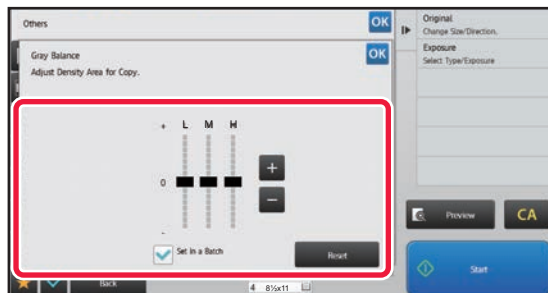 Others
OK
Original
Change Size/Direction.
Gray Balance
OK
Exposure
Adjust Density Area for Copy.
Select Type/Exposure
+ L M H
+
0
−
-
Set in a Batch
Reset
Preview
CA
Start
Back
4 8½x11